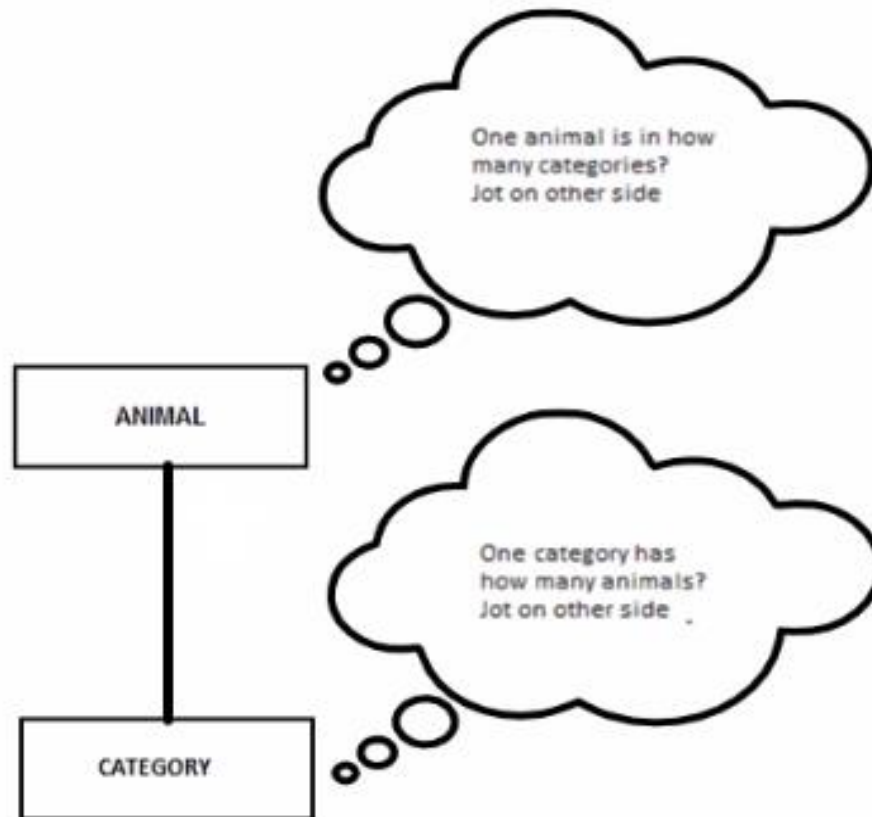 One animal is in how
many categories?
Jot on other side
ANIMAL
One category has
how many animals?
Jot on other side
CATEGORY